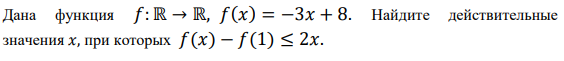 Дана функция f: ℝ → ℝ, f(x) = −3x + 8. Найдите действительные
значения x, при которых f(x) − f(1) ≤ 2x.